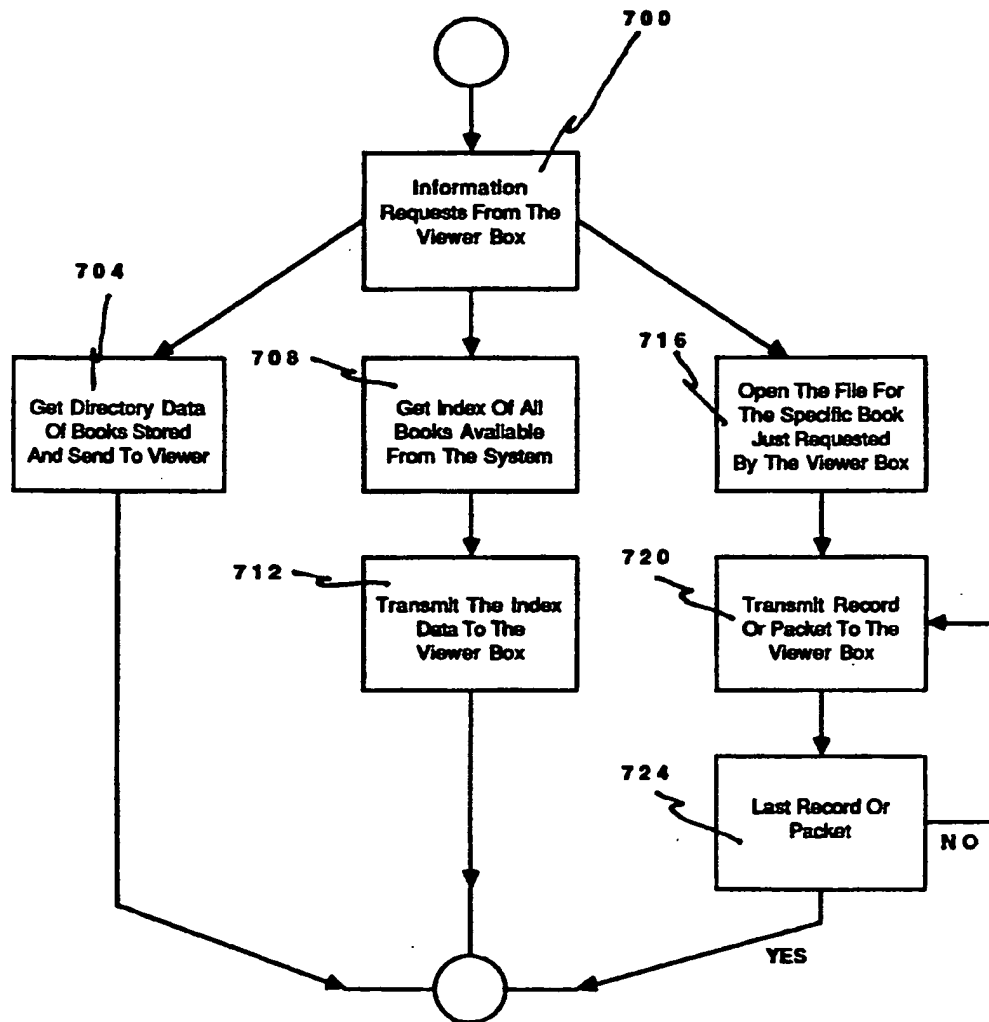 700
Information
Requests From The
Viewer Box
704
Get Directory Data
Of Books Stored
And Send To Viewer
708
Get Index Of All
Books Available
From The System
716
Open The File For
The Specific Book
Just Requested
By The Viewer Box
712
Transmit The Index
Data To The
Viewer Box
720
Transmit Record
Or Packet To The
Viewer Box
724
Last Record Or
Packet
NO
YES